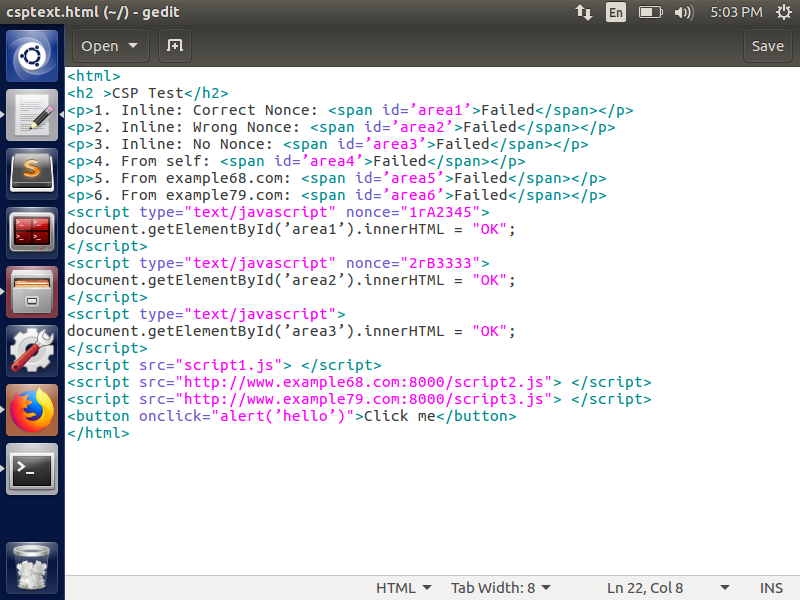 csptext.html (~/) - gedit
En
5:03 PM
Open
Save
<html>
<h2 >CSP Test</h2>
<p>1. Inline: Correct Nonce: <span id=’area1’>Failed</span></p>
<p>2. Inline: Wrong Nonce: <span id=’area2’>Failed</span></p>
<p>3. Inline: No Nonce: <span id=’area3’>Failed</span></p>
<p>4. From self: <span id=’area4’>Failed</span></p>
<p>5. From example68.com: <span id=’area5’>Failed</span></p>
<p>6. From example79.com: <span id=’area6’>Failed</span></p>
<script type="text/javascript" nonce="1rA2345">
document.getElementById(’area1’).innerHTML = "OK";
</script>
<script type="text/javascript" nonce="2rB3333">
document.getElementById(’area2’).innerHTML = "OK";
</script>
<script type="text/javascript">
document.getElementById(’area3’).innerHTML = "OK";
</script>
<script src="script1.js"> </script>
<script src="http://www.example68.com:8000/script2.js"> </script>
<script src="http://www.example79.com:8000/script3.js"> </script>
<button onclick="alert(’hello’)">Click me</button>
</html>
HTML
Tab Width: 8
Ln 22, Col 8
INS